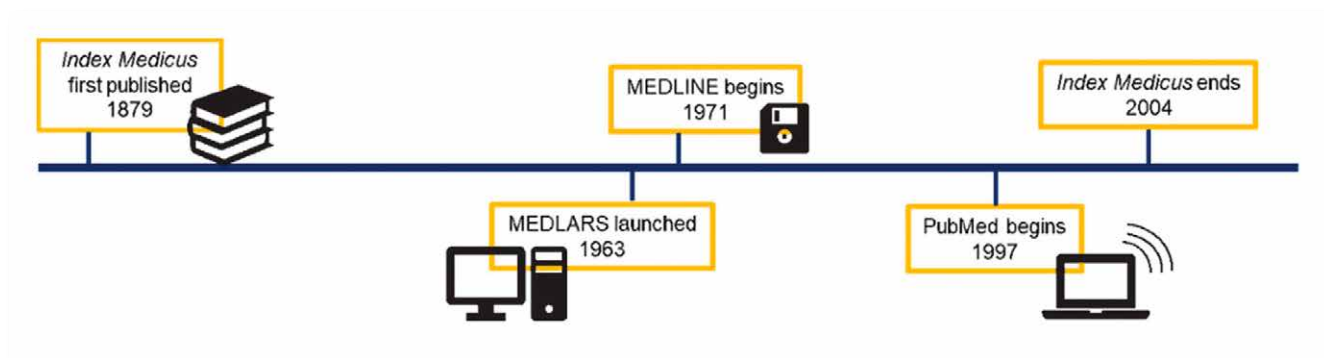 Index Medicus
first published
1879
MEDLARS launched
1963
MEDLINE begins
1971
PubMed begins
1997
Index Medicus ends
2004